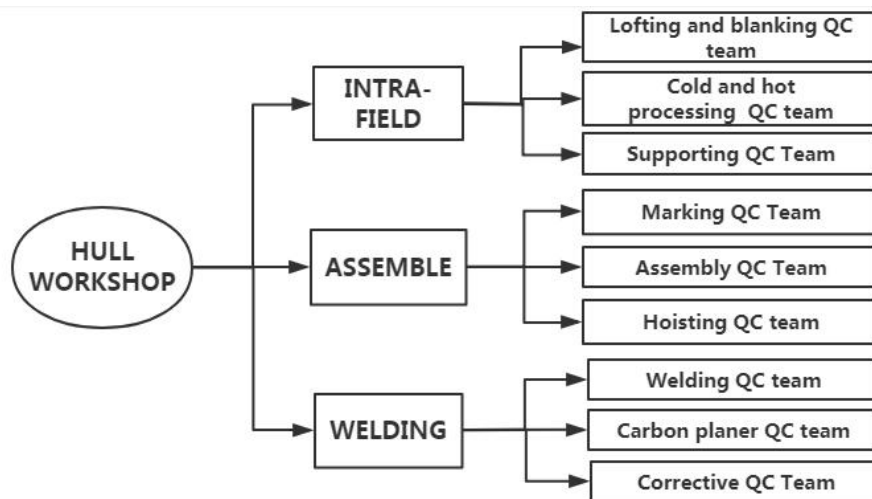 HULL
WORKSHOP
INTRA-
FIELD
Lofting and blanking QC
team
Cold and hot
processing QC team
Supporting QC Team
ASSEMBLE
Marking QC Team
Assembly QC Team
Hoisting QC team
WELDING
Welding QC team
Carbon planer QC team
Corrective QC Team